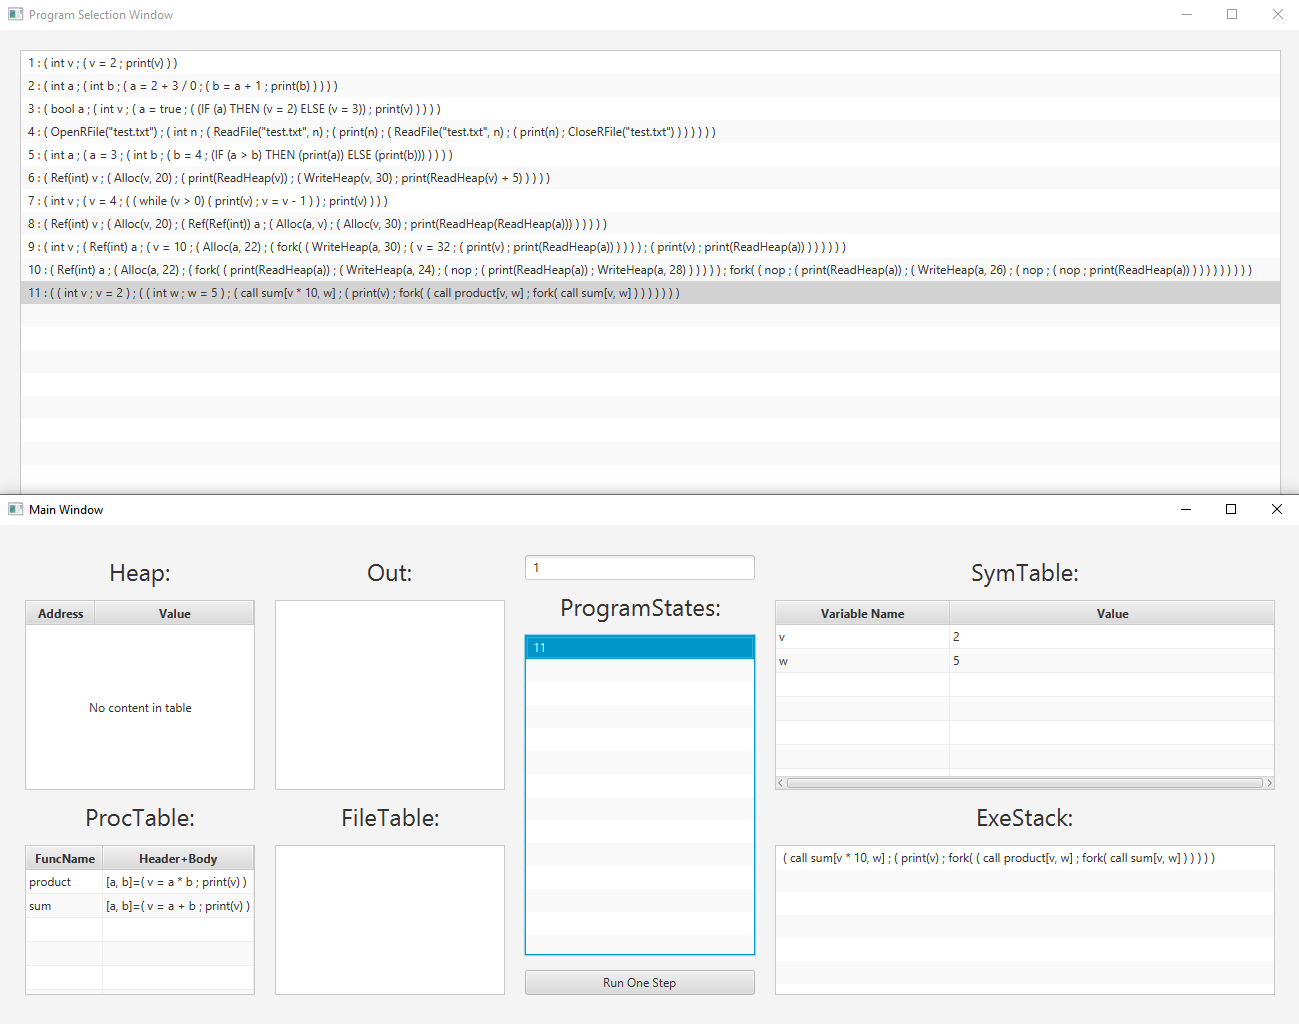 Program Selection Window
1 : ( int v ; ( v = 2 ; print(v) ) )
2 : ( int a ; ( int b ; ( a = 2 + 3 / 0 ; ( b = a + 1 ; print(b) ) ) ) )
3 : ( bool a ; ( int v ; ( a = true ; ( (IF (a) THEN (v = 2) ELSE (v = 3)) ; print(v) ) ) ) )
4 : ( OpenRFile("test.txt") ; ( int n ; ( ReadFile("test.txt", n) ; ( print(n) ; ( ReadFile("test.txt", n) ; ( print(n) ; CloseRFile("test.txt") ) ) ) ) ) )
5 : ( int a ; ( a = 3 ; ( int b ; ( b = 4 ; (IF (a > b) THEN (print(a)) ELSE (print(b))) ) ) ) )
6 : ( Ref(int) v ; ( Alloc(v, 20) ; ( print(ReadHeap(v)) ; ( WriteHeap(v, 30) ; print(ReadHeap(v) + 5) ) ) ) )
7 : ( int v ; ( v = 4 ; ( ( while (v > 0) ( print(v) ; v = v - 1 ) ) ; print(v) ) ) )
8 : ( Ref(int) v ; ( Alloc(v, 20) ; ( Ref(Ref(int)) a ; ( Alloc(a, v) ; ( Alloc(v, 30) ; print(ReadHeap(ReadHeap(a))) ) ) ) ) )
9 : ( int v ; ( Ref(int) a ; ( v = 10 ; ( Alloc(a, 22) ; ( fork( ( WriteHeap(a, 30) ; ( v = 32 ; ( print(v) ; print(ReadHeap(a)) ) ) ) ) ; ( print(v) ; print(ReadHeap(a)) ) ) ) ) ) )
10 : ( Ref(int) a ; ( Alloc(a, 22) ; ( fork( ( print(ReadHeap(a)) ; ( WriteHeap(a, 24) ; ( nop ; ( print(ReadHeap(a)) ; WriteHeap(a, 28) ) ) ) ) ) ; fork( ( nop ; ( print(ReadHeap(a)) ; ( WriteHeap(a, 26) ; ( nop ; ( nop ; print(ReadHeap(a)) ) ) ) ) ) ) ) ) )
11 : ( ( int v ; v = 2 ) ; ( ( int w ; w = 5 ) ; ( call sum[v * 10, w] ; ( print(v) ; fork( ( call product[v, w] ; fork( call sum[v, w] ) ) ) ) ) ) )
Main Window
Heap:
Address Value
No content in table
Out:
1
ProgramStates:
11
SymTable:
Variable Name Value
v 2
w 5
ProcTable:
FuncName Header+Body
product [a, b]=( v = a * b ; print(v) )
sum [a, b]=( v = a + b ; print(v) )
FileTable:
Run One Step
ExeStack:
( call sum[v * 10, w] ; ( print(v) ; fork( ( call product[v, w] ; fork( call sum[v, w] ) ) ) ) )